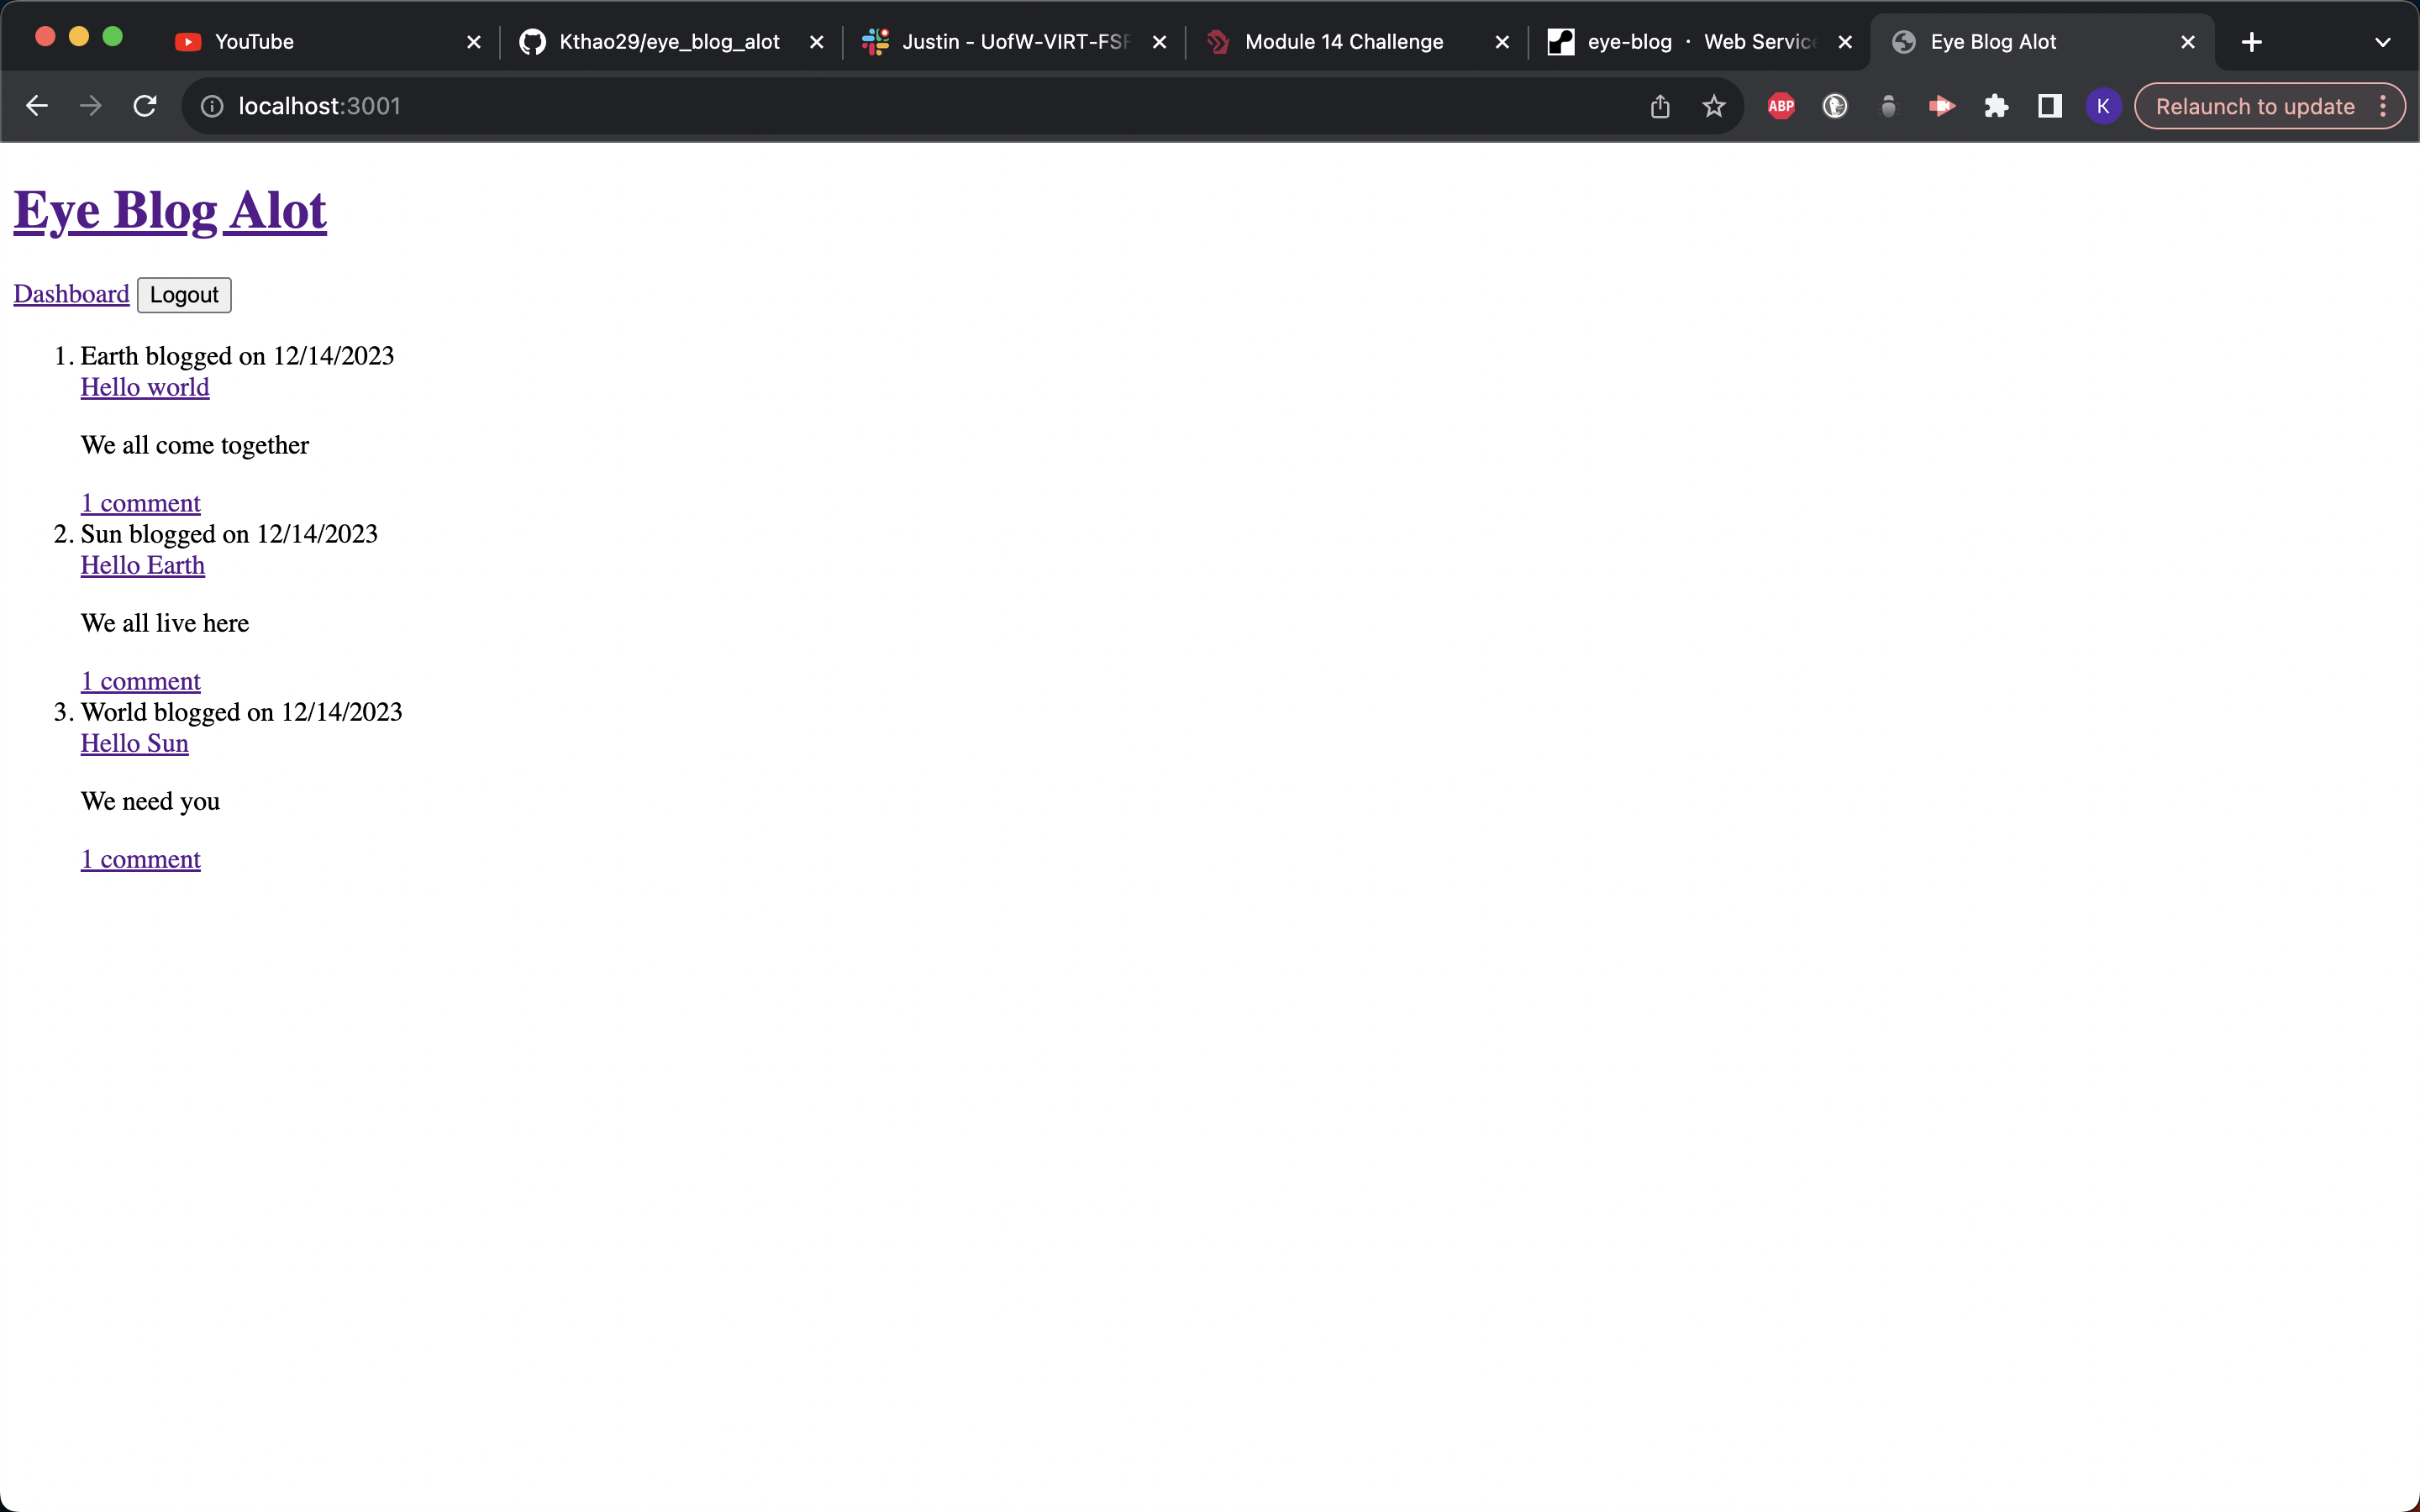 YouTube
Kthao29/eye_blog_alot
Justin - UofW-VIRT-FSF
Module 14 Challenge
eye-blog · Web Service
Eye Blog Alot
localhost:3001
ABP
K
Relaunch to update
Eye Blog Alot
Dashboard Logout
1. Earth blogged on 12/14/2023
Hello world
We all come together
1 comment
2. Sun blogged on 12/14/2023
Hello Earth
We all live here
1 comment
3. World blogged on 12/14/2023
Hello Sun
We need you
1 comment